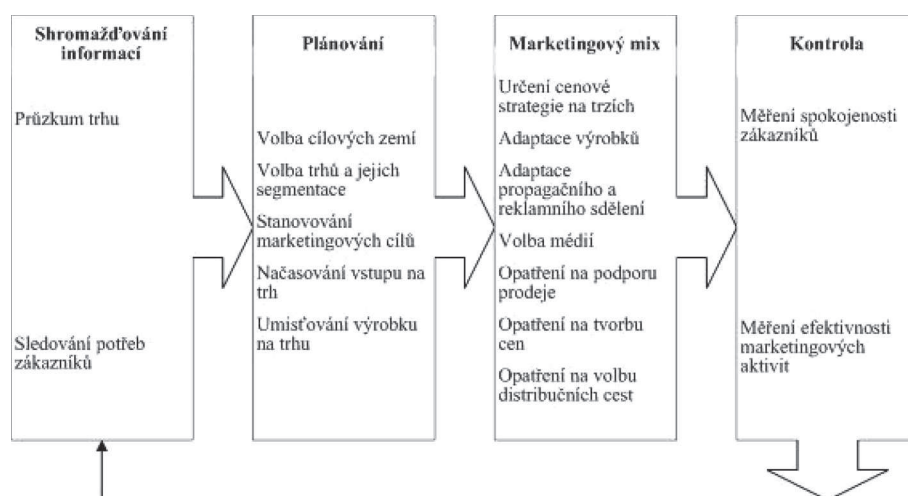 Shromažďování
informací
Průzkum trhu
Sledování potřeb
zákazníků
Plánování
Volba cílových zemí
Volba trhů a jejich
segmentace
Stanovování
marketingových cílů
Načasování vstupu na
trh
Umisťování výrobku
na trhu
Marketingový mix
Určení cenové
strategie na trzích
Adaptace výrobků
Adaptace
propagačního a
reklamního sdělení
Volba médií
Opatření na podporu
prodeje
Opatření na tvorbu
cen
Opatření na volbu
distribučních cest
Kontrola
Měření spokojenosti
zákazníků
Měření efektivnosti
marketingových
aktivit